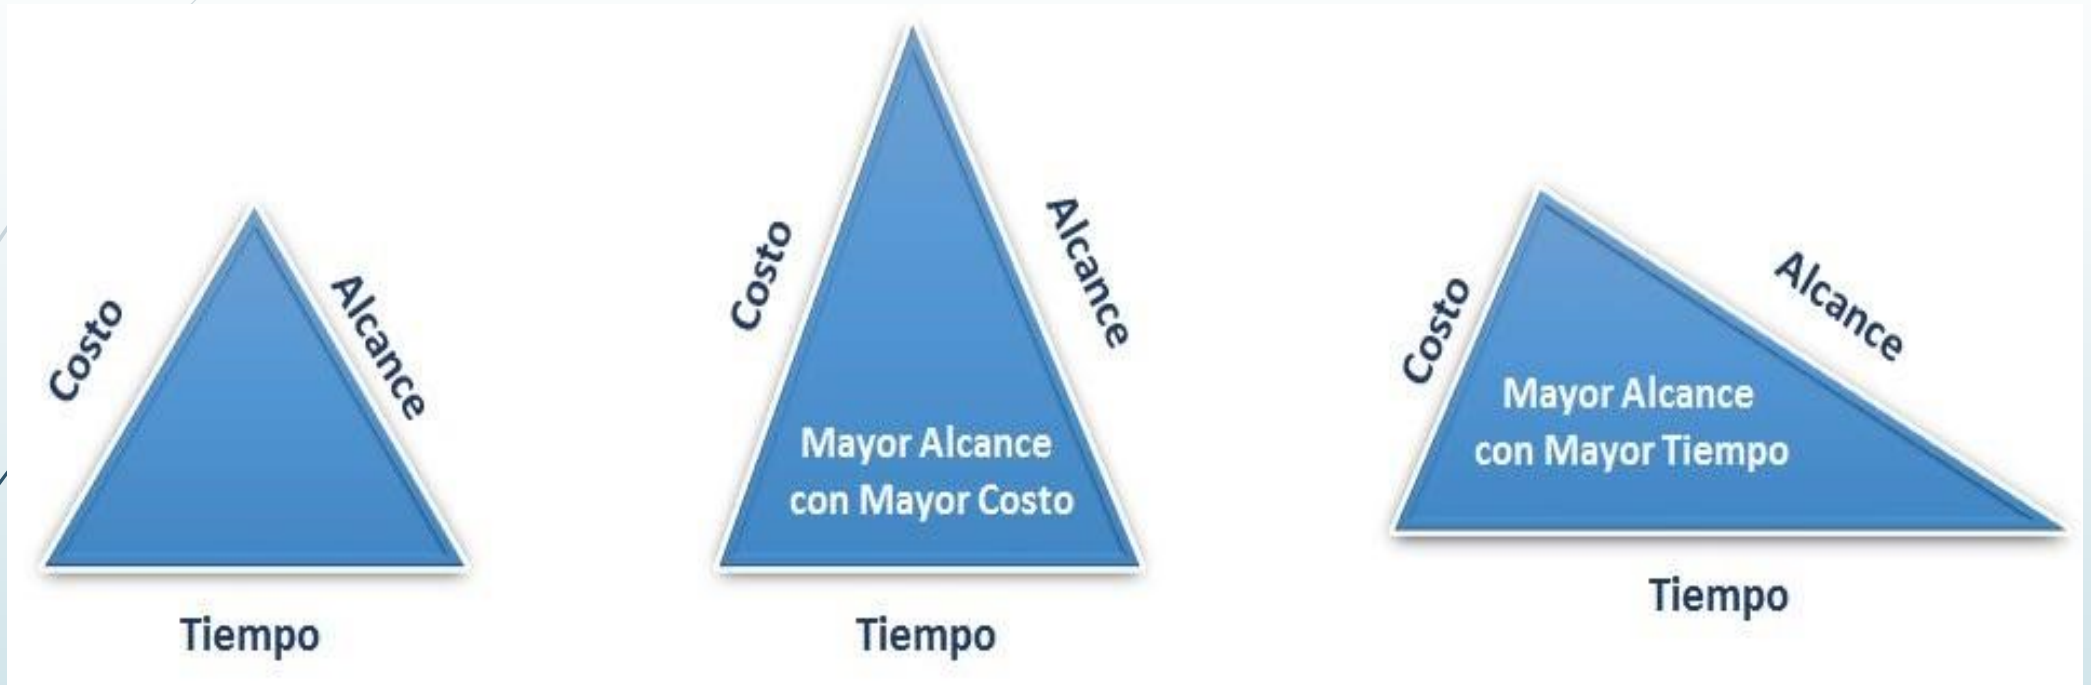 Costo
Alcance
Tiempo
Costo
Alcance
Mayor Alcance
con Mayor Costo
Tiempo
Costo
Alcance
Mayor Alcance
con Mayor Tiempo
Tiempo